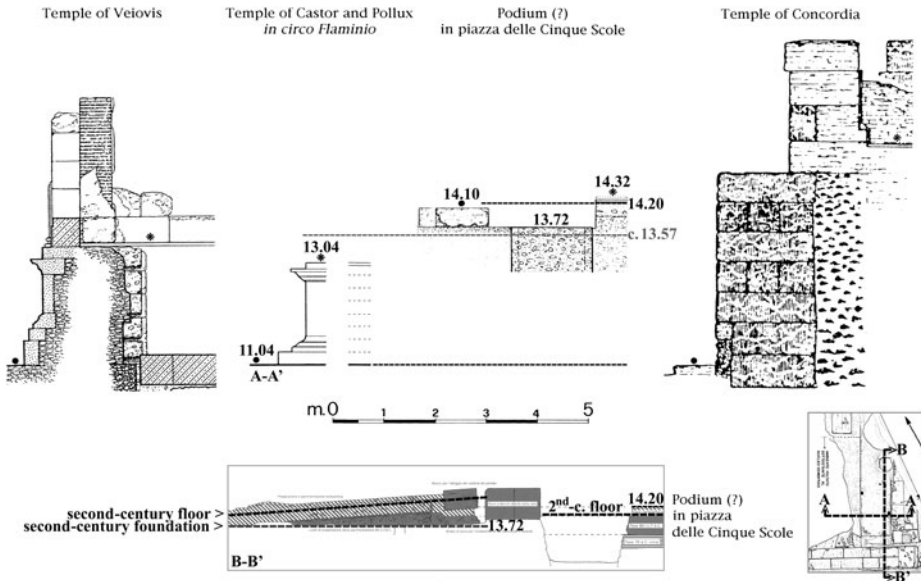 Temple of Veiovis
Temple of Castor and Pollux
in circo Flaminio
Podium (?)
in piazza delle Cinque Scole
Temple of Concordia
14.10
14.32
14.20
13.72
c. 13.57
13.04
11.04
A-A'
m. 0 1 2 3 4 5
second-century floor >
second-century foundation >
13.72
2nd-c. floor
14.20
B-B'
Podium (?)
in piazza
delle Cinque Scole
B
A A'
B'